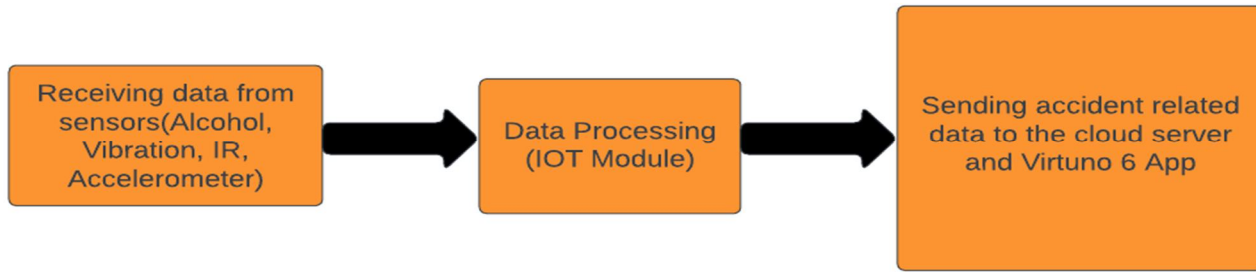 Receiving data from
sensors(Alcohol,
Vibration, IR,
Accelerometer)
Data Processing
(IOT Module)
Sending accident related
data to the cloud server
and Virtuno 6 App